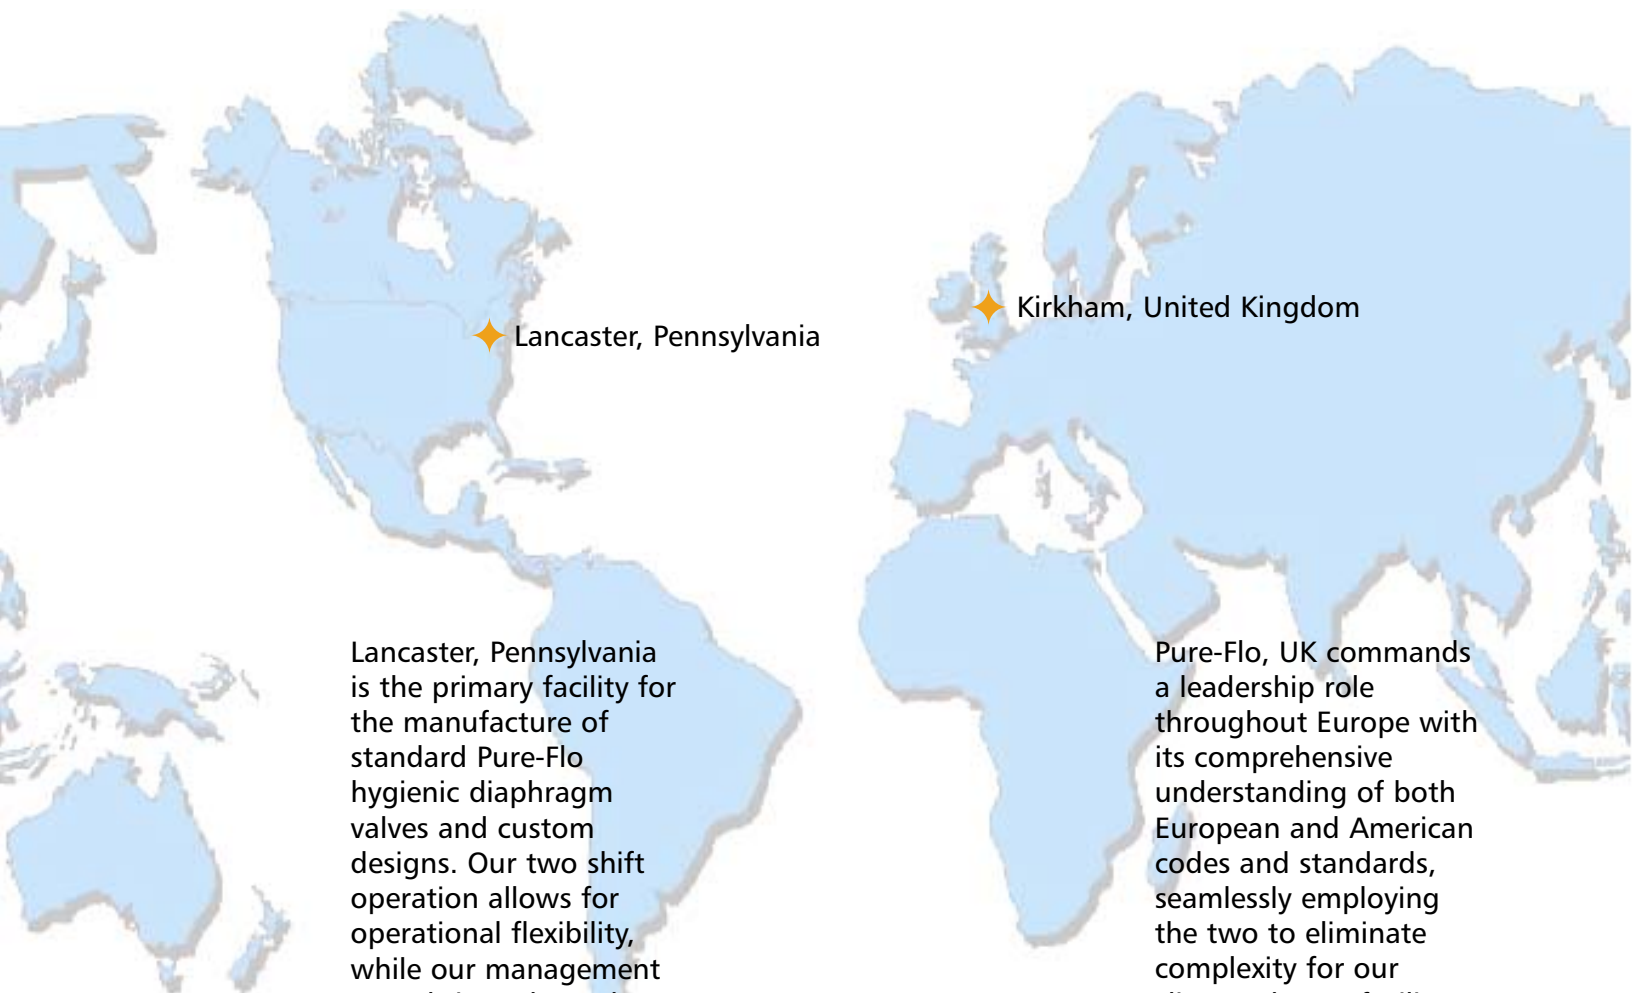 Kirkham, United Kingdom
Lancaster, Pennsylvania
Lancaster, Pennsylvania
is the primary facility for
the manufacture of
standard Pure-Flo
hygienic diaphragm
valves and custom
designs. Our two shift
operation allows for
operational flexibility,
while our management
Pure-Flo, UK commands
a leadership role
throughout Europe with
its comprehensive
understanding of both
European and American
codes and standards,
seamlessly employing
the two to eliminate
complexity for our